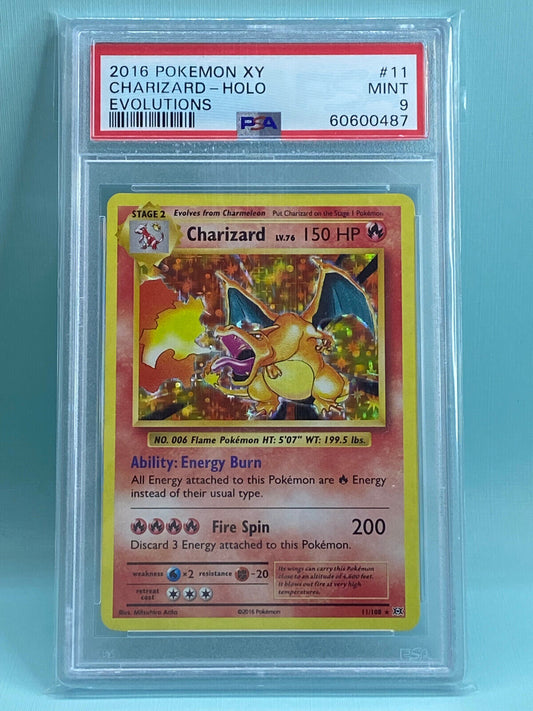 2016 POKEMON XY #11
CHARIZARD - HOLO MINT
EVOLUTIONS 9
PSA 60600487
STAGE 2 Evolves from Charmeleon Put Charizard on the Stage 1 Pokémon
Charizard LV.76 150 HP
NO. 006 Flame Pokémon HT: 5'07" WT: 199.5 lbs.
Ability: Energy Burn
All Energy attached to this Pokémon are Energy
instead of their usual type.
Fire Spin 200
Discard 3 Energy attached to this Pokémon.
weakness ×2 resistance -20
retreat
cost
Its wings can carry this Pokémon
close to an altitude of 4,600 feet.
It blows out fire at very high
temperatures.
Illus. Mitsuhiro Arita ©2016 Pokémon 11/108 ★
PSA